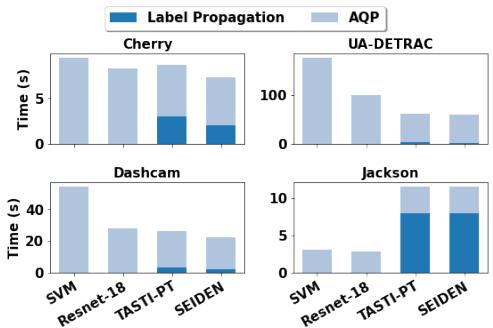 Label Propagation AQP
Cherry UA-DETRAC
Time (s)
5
0
100
0
Dashcam Jackson
Time (s)
40
20
0
10
5
0
SVM Resnet-18 TASTI-PT SEIDEN SVM Resnet-18 TASTI-PT SEIDEN